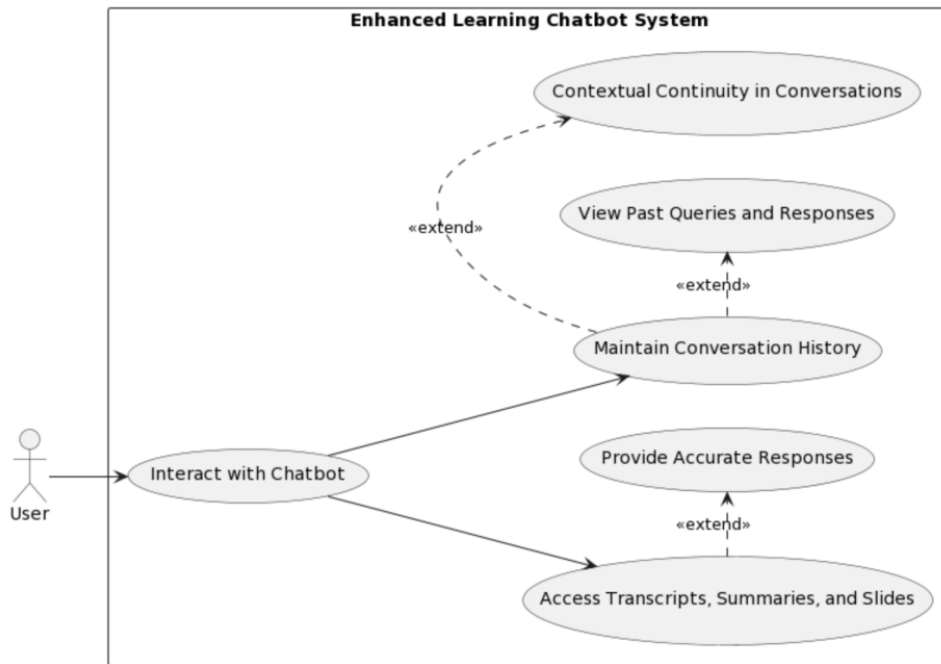 Enhanced Learning Chatbot System
Contextual Continuity in Conversations
View Past Queries and Responses
«extend»
«extend»
Maintain Conversation History
Provide Accurate Responses
Interact with Chatbot
User
«extend»
Access Transcripts, Summaries, and Slides